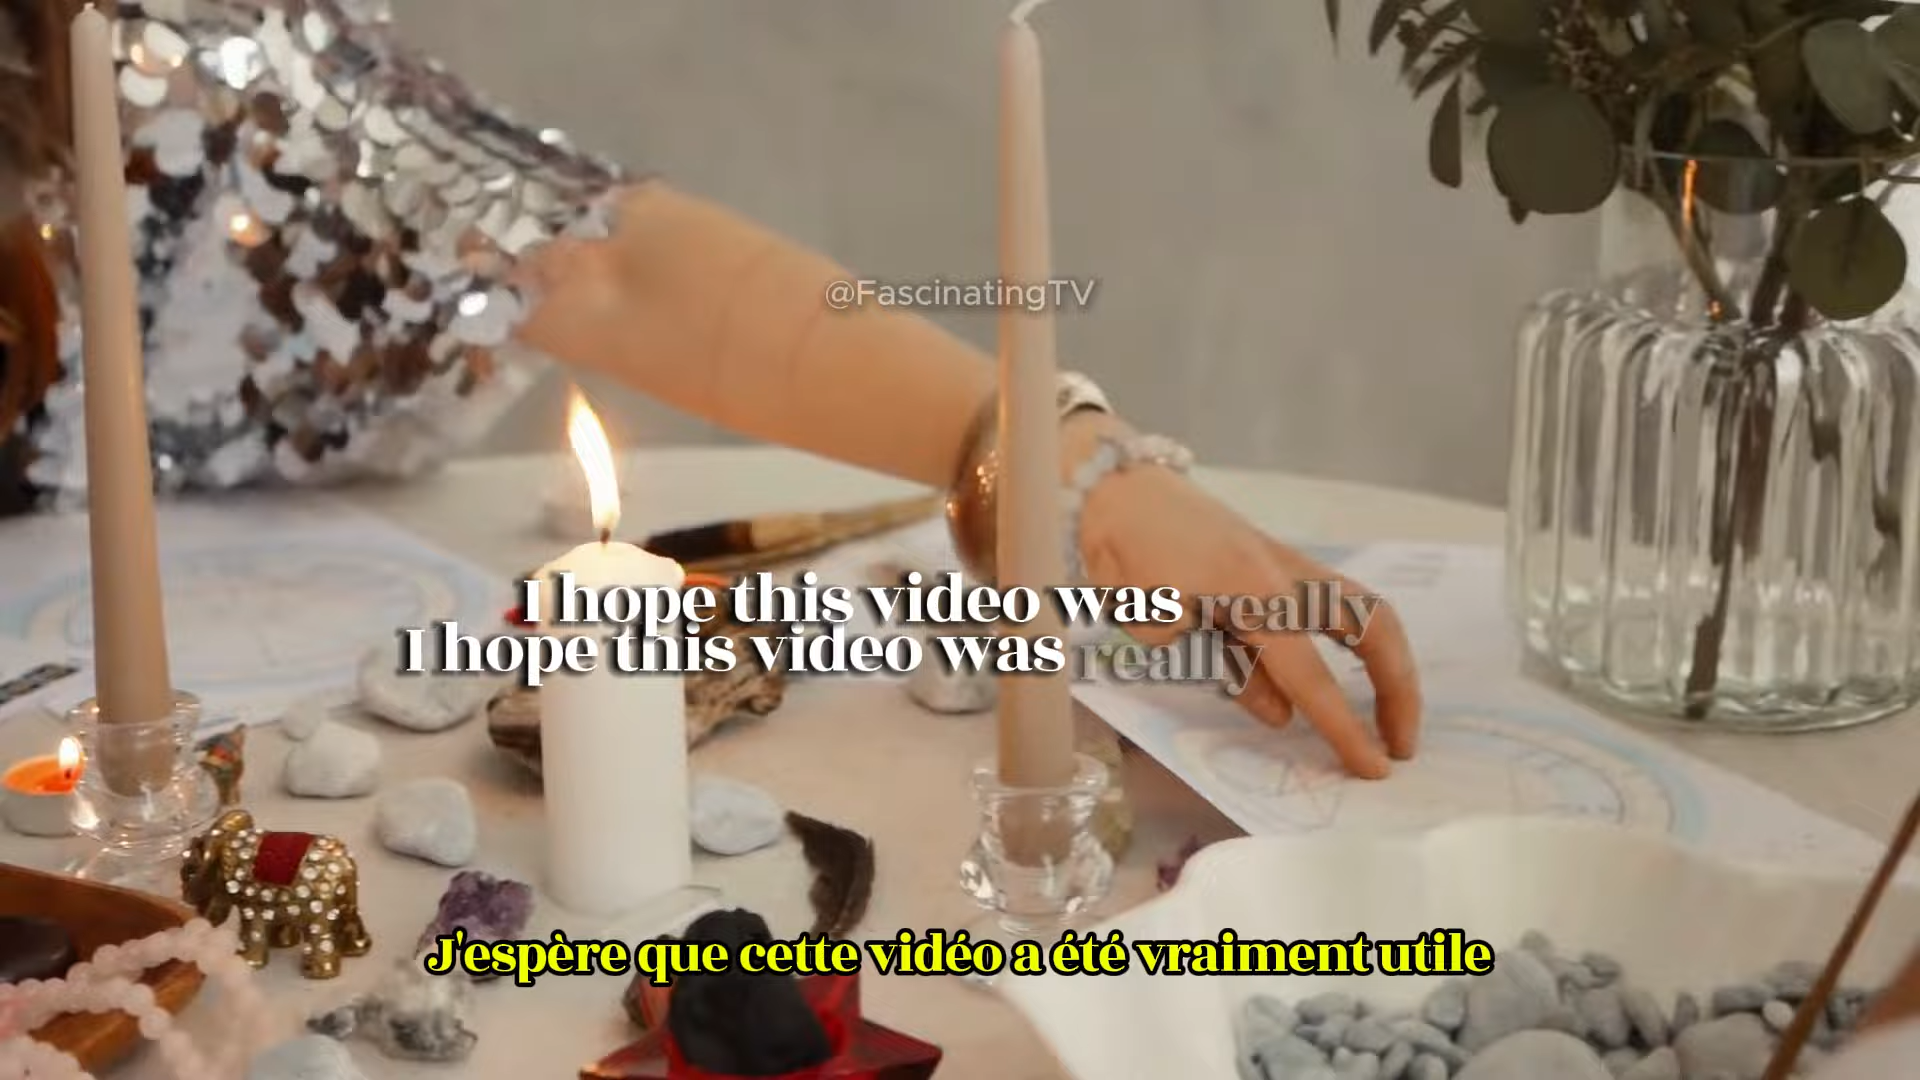 @FascinatingTV
I hope this video was really
I hope this video was really
J'espère que cette vidéo a été vraiment utile